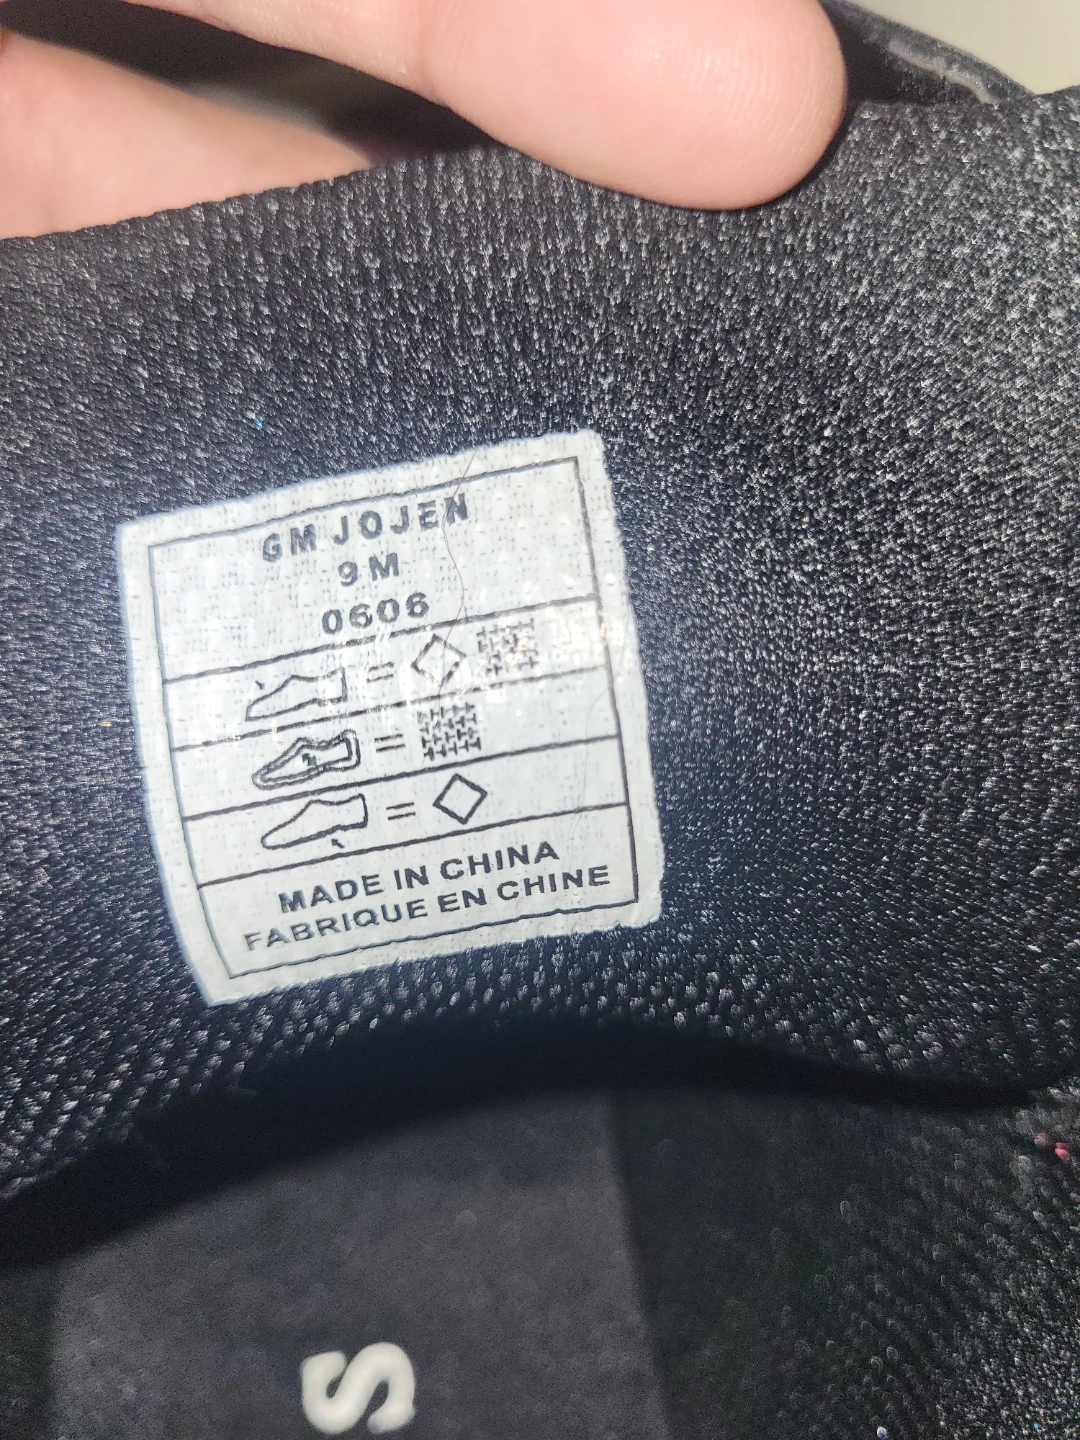 GM JOJEN
9 M
0606
=
=
=
MADE IN CHINA
FABRIQUE EN CHINE
S